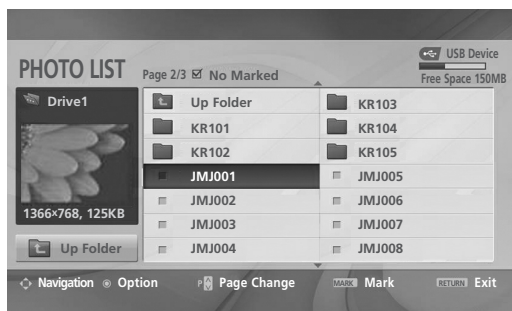 USB Device
PHOTO LIST
Page 2/3 ☑ No Marked
Free Space 150MB
Drive1
Up Folder
KR101
KR102
JMJ001
JMJ002
JMJ003
JMJ004
KR103
KR104
KR105
JMJ005
JMJ006
JMJ007
JMJ008
1366×768, 125KB
Up Folder
Navigation Option P Page Change MARK Mark RETURN Exit